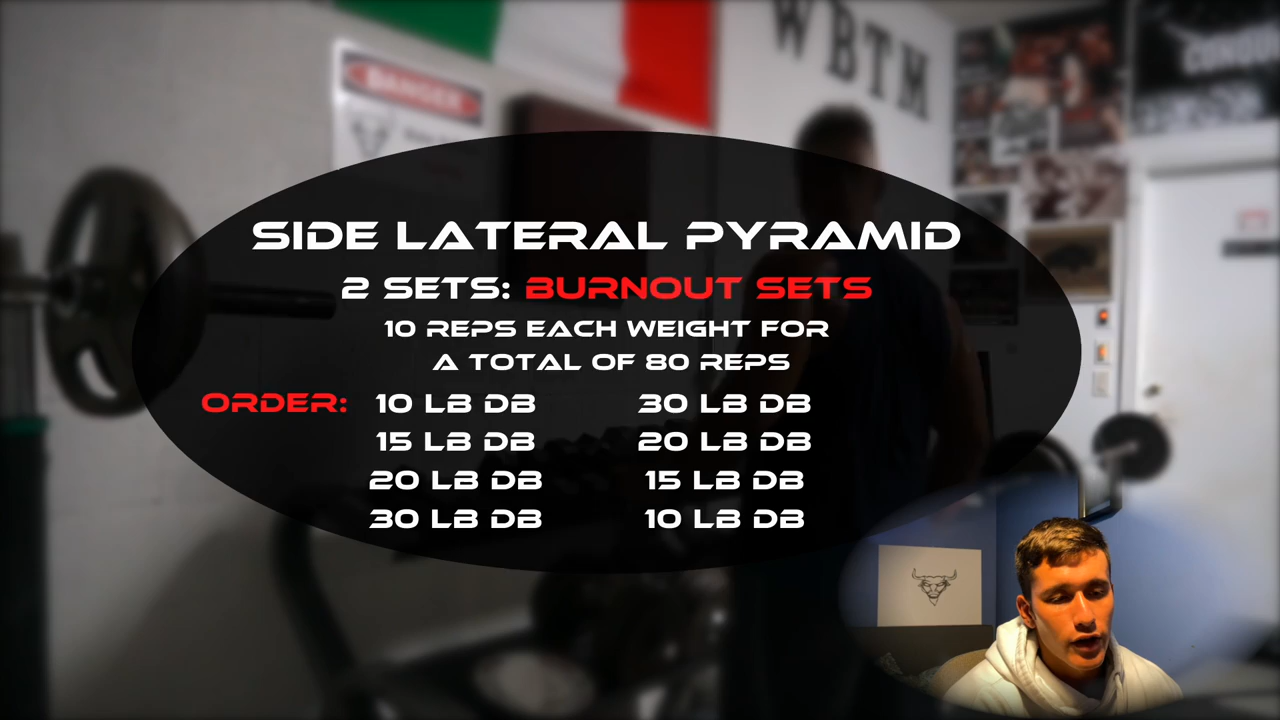 WBTM
DANGER
SIDE LATERAL PYRAMID
2 SETS: BURNOUT SETS
10 REPS EACH WEIGHT FOR
A TOTAL OF 80 REPS
ORDER: 10 LB DB 30 LB DB
15 LB DB 20 LB DB
20 LB DB 15 LB DB
30 LB DB 10 LB DB